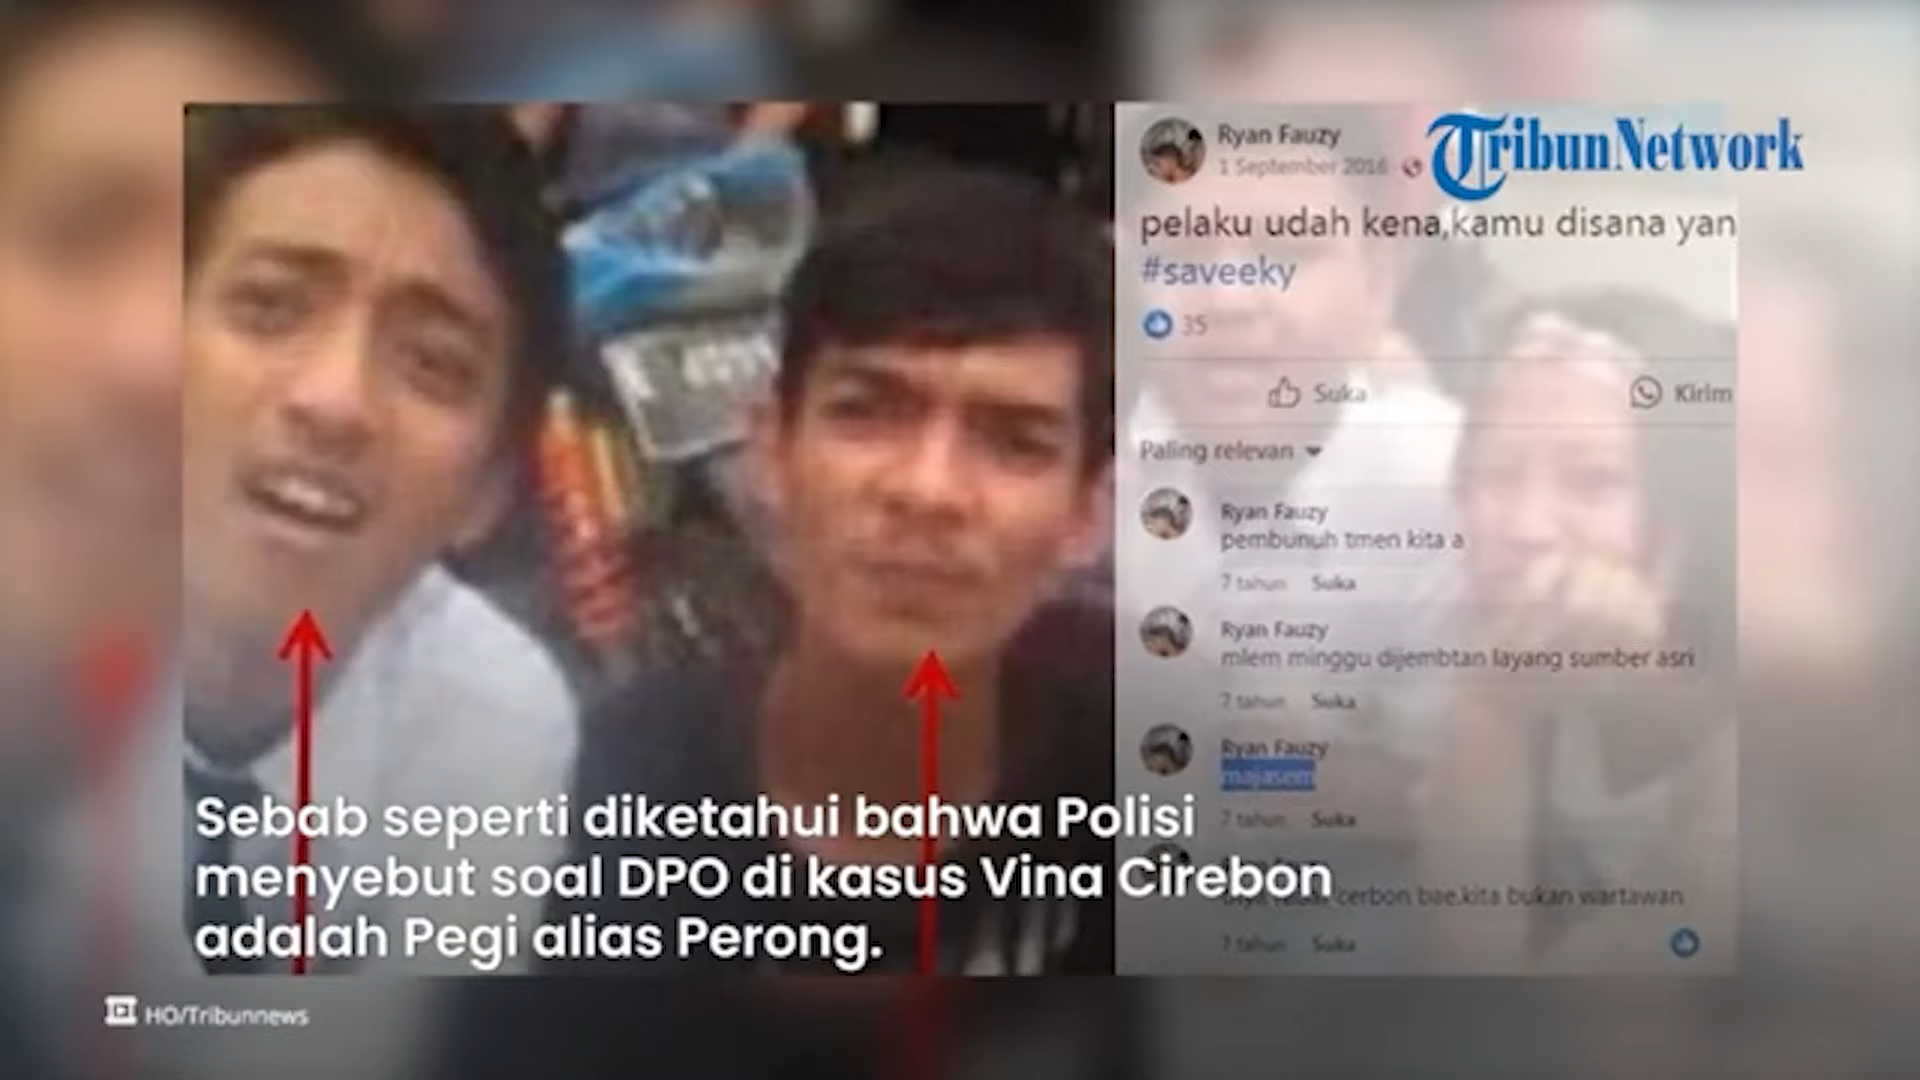 TribunNetwork
Ryan Fauzy
1 September 2016
pelaku udah kena,kamu disana yan
#saveeky
35
Suka
Kirim
Paling relevan
Ryan Fauzy
pembunuh tmen kita a
7 tahun Suka
Ryan Fauzy
mlem minggu dijembtan layang sumber asri
7 tahun Suka
Ryan Fauzy
majasem
7 tahun Suka
cerbon bae.kita bukan wartawan
7 tahun Suka
Sebab seperti diketahui bahwa Polisi
menyebut soal DPO di kasus Vina Cirebon
adalah Pegi alias Perong.
HO/Tribunnews